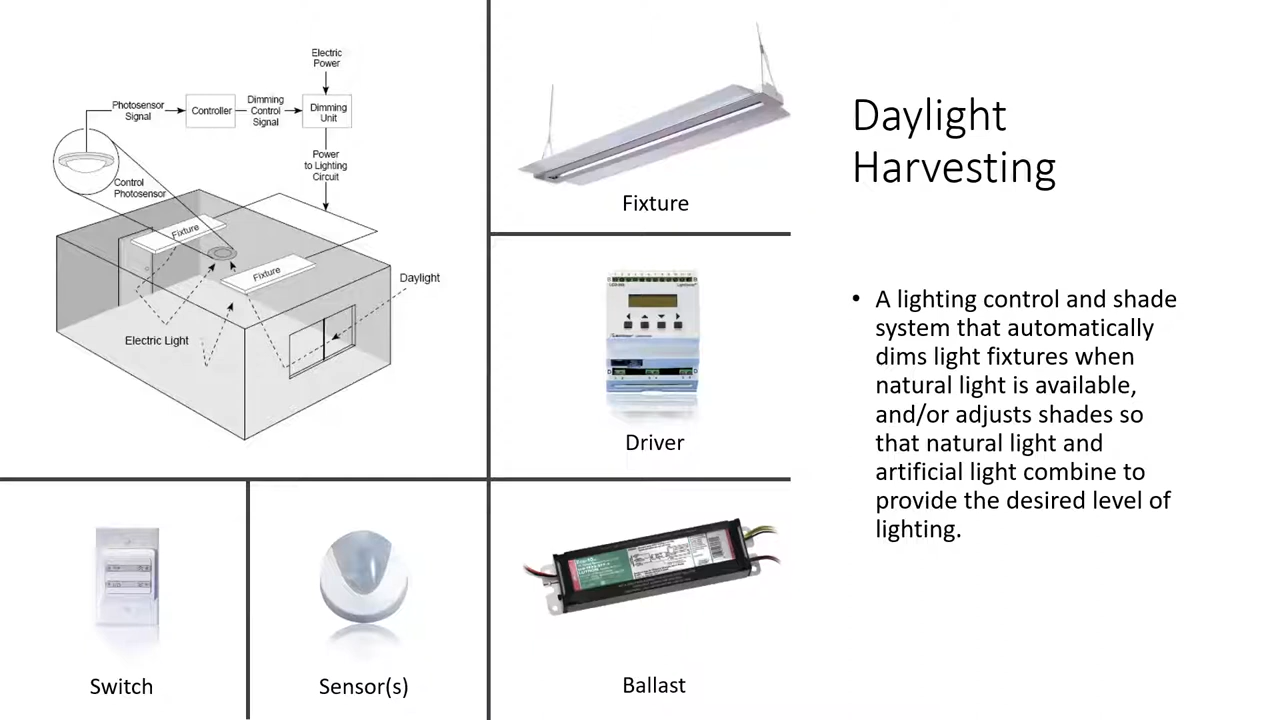 Electric
Power
Photosensor
Signal
Controller
Dimming
Control
Signal
Dimming
Unit
Power
to Lighting
Circuit
Control
Photosensor
Fixture
Fixture
Daylight
Electric Light
Fixture
Driver
Switch
Sensor(s)
Ballast
Daylight
Harvesting
• A lighting control and shade
system that automatically
dims light fixtures when
natural light is available,
and/or adjusts shades so
that natural light and
artificial light combine to
provide the desired level of
lighting.